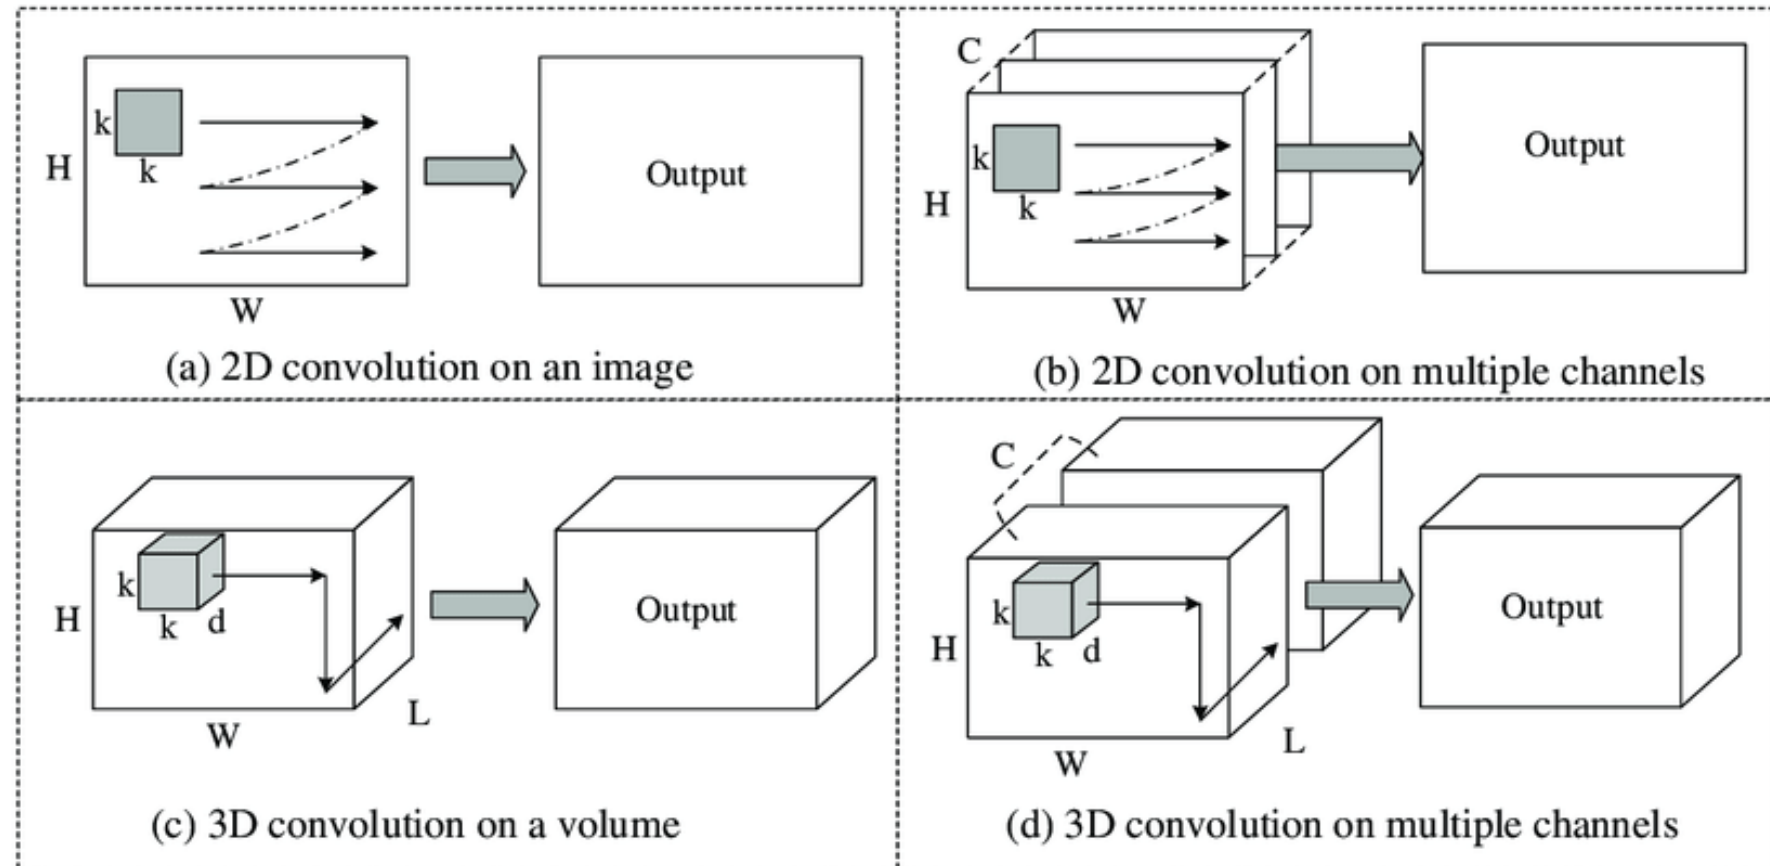 k
k
H
W
Output
(a) 2D convolution on an image
C
k
k
H
W
Output
(b) 2D convolution on multiple channels
k
k
d
H
W
L
Output
(c) 3D convolution on a volume
C
k
k
d
H
W
L
Output
(d) 3D convolution on multiple channels